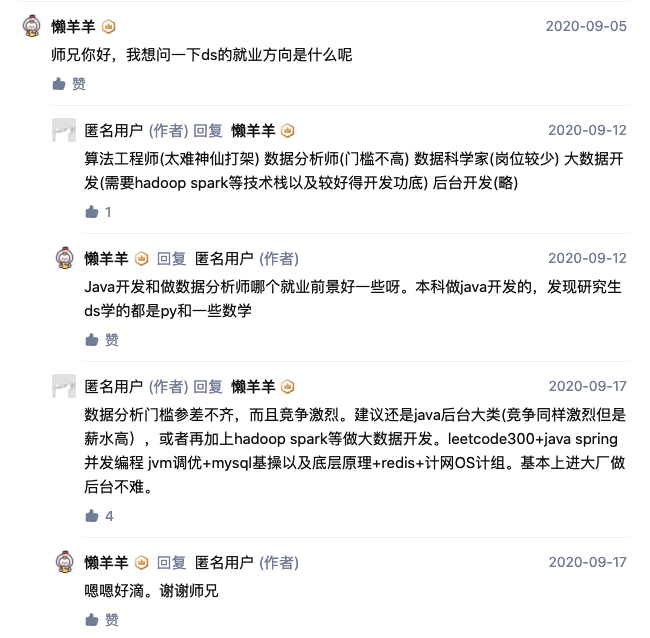 懒羊羊 2020-09-05
师兄你好，我想问一下ds的就业方向是什么呢
赞
匿名用户 (作者) 回复 懒羊羊 2020-09-12
算法工程师(太难神仙打架) 数据分析师(门槛不高) 数据科学家(岗位较少) 大数据开
发(需要hadoop spark等技术栈以及较好得开发功底) 后台开发(略)
1
懒羊羊 回复 匿名用户 (作者) 2020-09-12
Java开发和做数据分析师哪个就业前景好一些呀。本科做java开发的，发现研究生
ds学的都是py和一些数学
赞
匿名用户 (作者) 回复 懒羊羊 2020-09-17
数据分析门槛参差不齐，而且竞争激烈。建议还是java后台大类(竞争同样激烈但是
薪水高），或者再加上hadoop spark等做大数据开发。leetcode300+java spring
并发编程 jvm调优+mysql基操以及底层原理+redis+计网OS计组。基本上进大厂做
后台不难。
4
懒羊羊 回复 匿名用户 (作者) 2020-09-17
嗯嗯好滴。谢谢师兄
赞